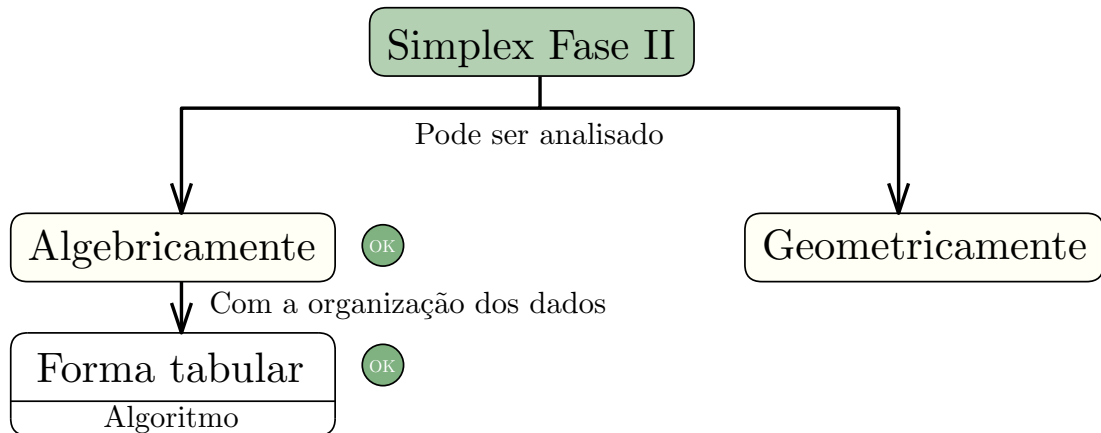 Simplex Fase II
Pode ser analisado
Algebricamente
OK
Geometricamente
Com a organização dos dados
Forma tabular
OK
Algoritmo